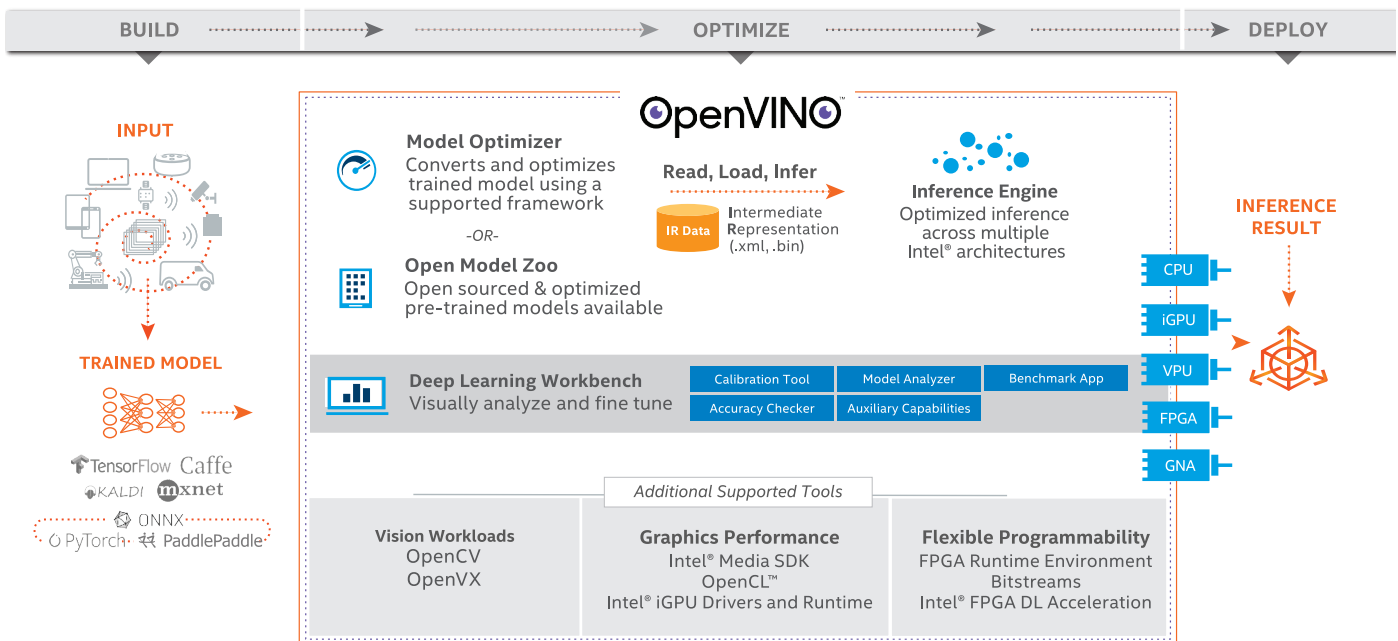 BUILD
OPTIMIZE
DEPLOY
INPUT
TRAINED MODEL
TensorFlow
Caffe
KALDI
mxnet
ONNX
PyTorch
PaddlePaddle
OpenVINO™
Model Optimizer
Converts and optimizes
trained model using a
supported framework
-OR-
Open Model Zoo
Open sourced & optimized
pre-trained models available
Read, Load, Infer
IR Data
Intermediate
Representation
(.xml, .bin)
Inference Engine
Optimized inference
across multiple
Intel® architectures
Deep Learning Workbench
Visually analyze and fine tune
Calibration Tool
Model Analyzer
Benchmark App
Accuracy Checker
Auxiliary Capabilities
Additional Supported Tools
Vision Workloads
OpenCV
OpenVX
Graphics Performance
Intel® Media SDK
OpenCL™
Intel® iGPU Drivers and Runtime
Flexible Programmability
FPGA Runtime Environment
Bitstreams
Intel® FPGA DL Acceleration
CPU
iGPU
VPU
FPGA
GNA
INFERENCE
RESULT